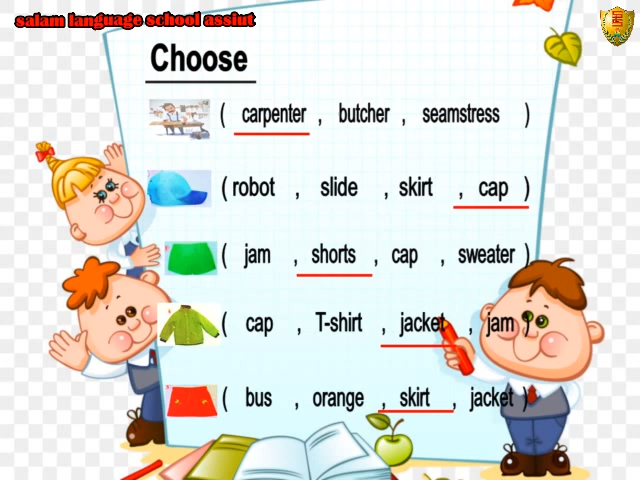 salam language school assiut
Choose
( carpenter , butcher , seamstress )
( robot , slide , skirt , cap )
( jam , shorts , cap , sweater )
( cap , T-shirt , jacket , jam )
( bus , orange , skirt , jacket )